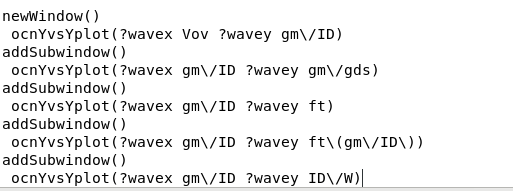 newWindow()
ocnYvsYplot(?wavex Vov ?wavey gm\/ID)
addSubwindow()
ocnYvsYplot(?wavex gm\/ID ?wavey gm\/gds)
addSubwindow()
ocnYvsYplot(?wavex gm\/ID ?wavey ft)
addSubwindow()
ocnYvsYplot(?wavex gm\/ID ?wavey ft\(gm\/ID\))
addSubwindow()
ocnYvsYplot(?wavex gm\/ID ?wavey ID\/W)